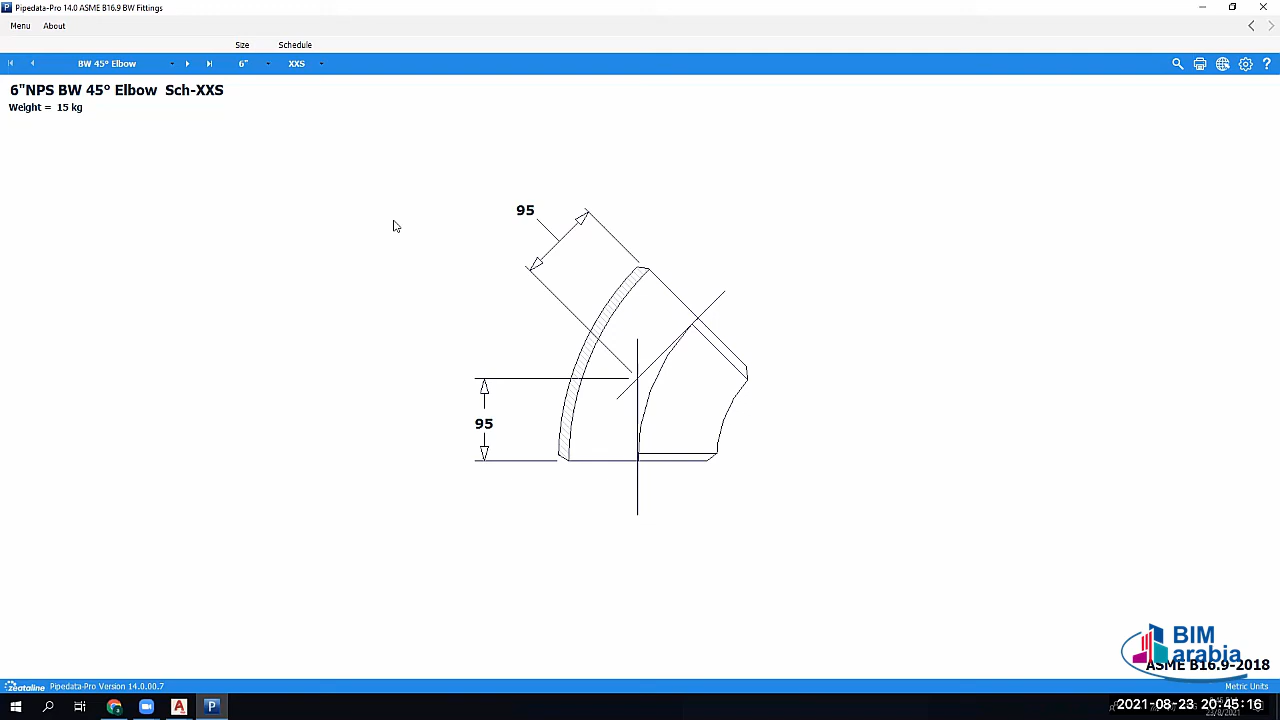 Pipedata-Pro 14.0 ASME B16.9 BW Fittings
Menu About
Size Schedule
BW 45° Elbow 6" XXS
6"NPS BW 45° Elbow Sch-XXS
Weight = 15 kg
95
95
BIM
arabia
ASME B16.9-2018
Zeataline Pipedata-Pro Version 14.0.00.7 Metric Units
2021-08-23 20:45:16